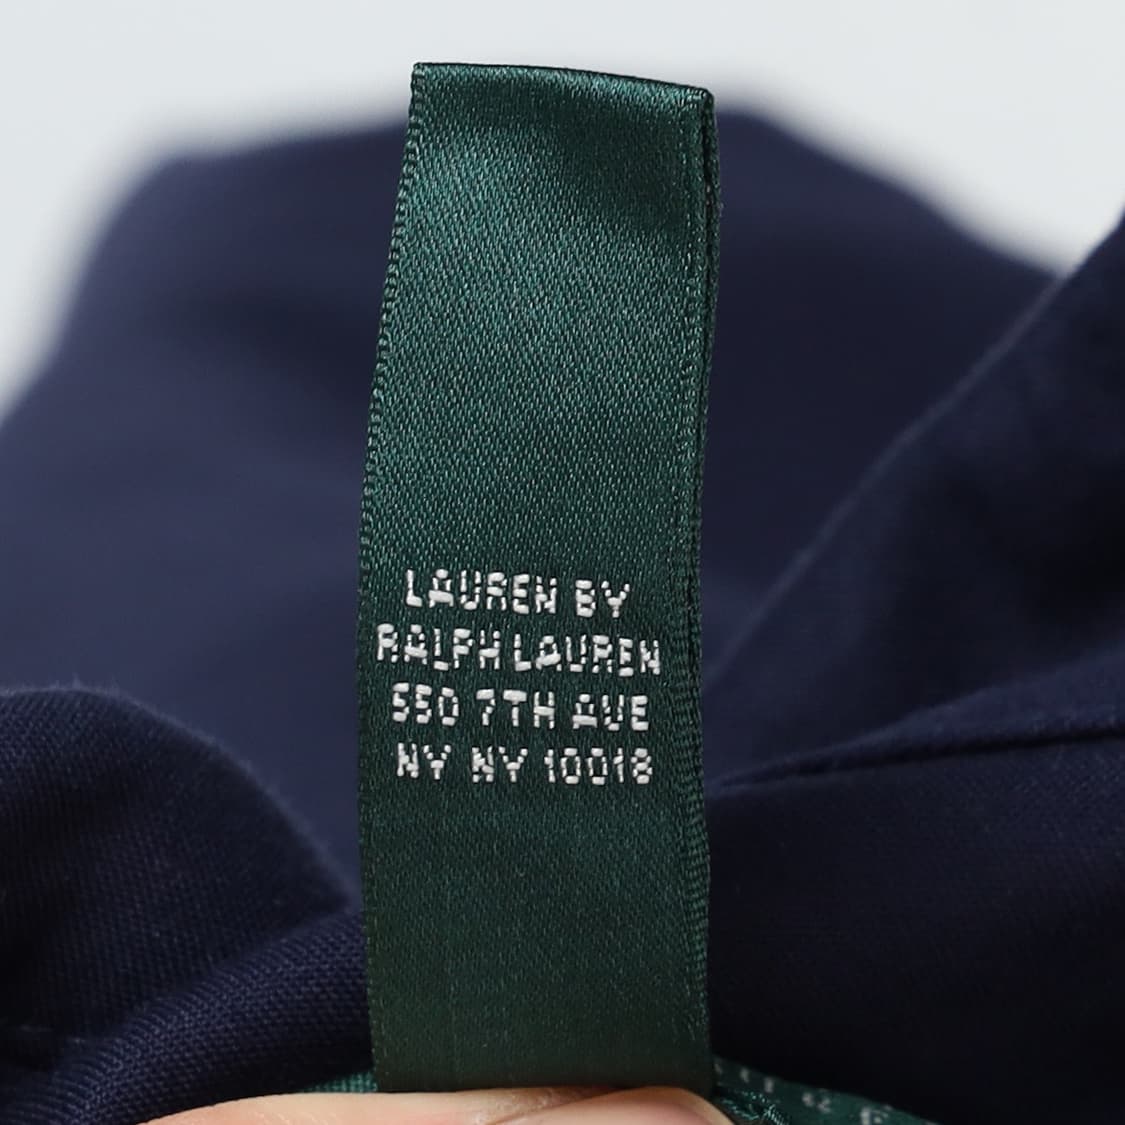 LAUREN BY
RALPH LAUREN
550 7TH AVE
NY NY 10018